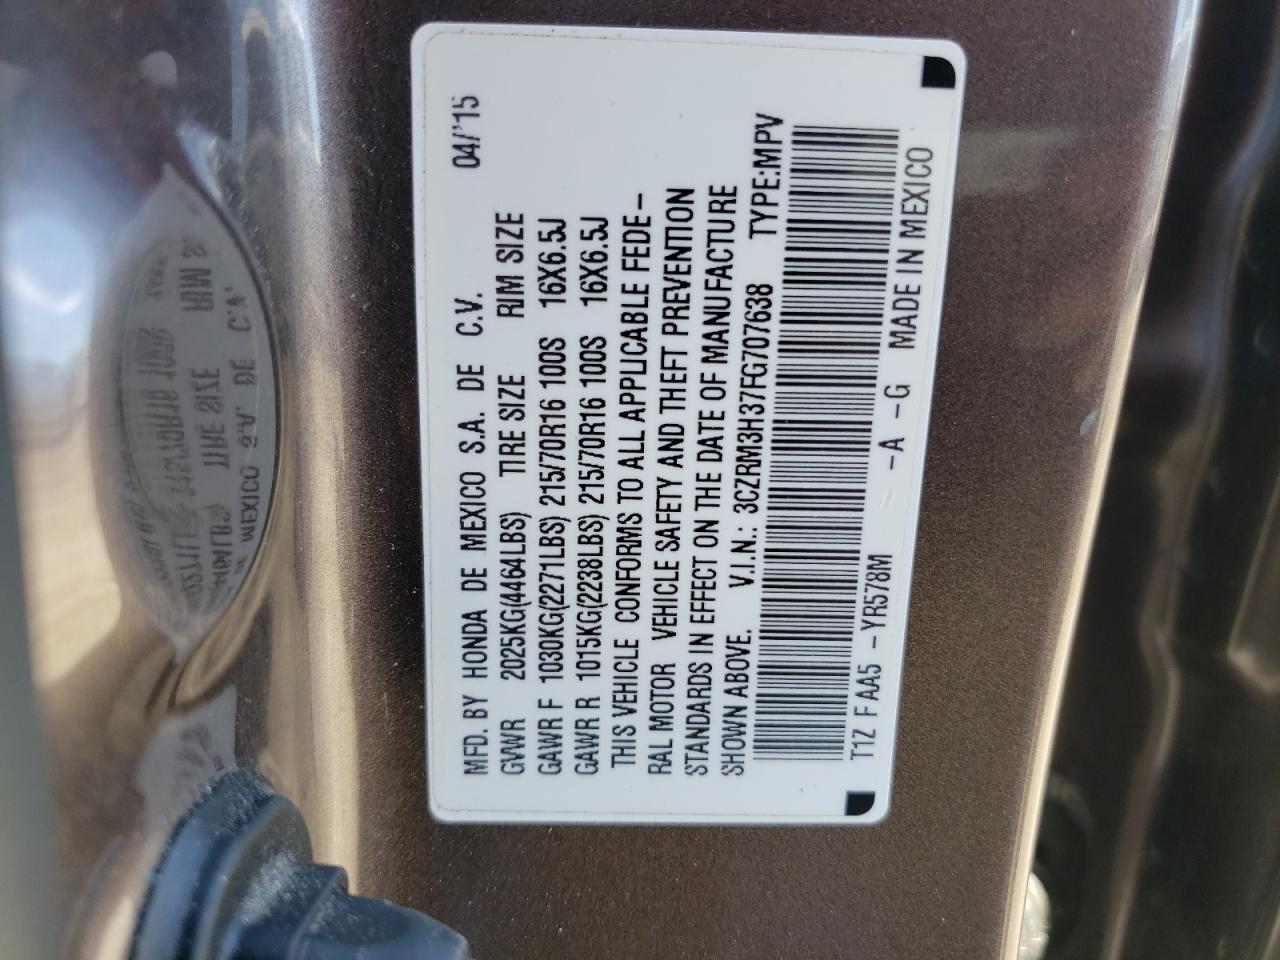 MFD. BY HONDA DE MEXICO S.A. DE C.V. 04/'15
GVWR 2025KG(4464LBS) TIRE SIZE RIM SIZE
GAWR F 1030KG(2271LBS) 215/70R16 100S 16X6.5J
GAWR R 1015KG(2238LBS) 215/70R16 100S 16X6.5J
THIS VEHICLE CONFORMS TO ALL APPLICABLE FEDE-
RAL MOTOR VEHICLE SAFETY AND THEFT PREVENTION
STANDARDS IN EFFECT ON THE DATE OF MANUFACTURE
SHOWN ABOVE. V.I.N.: 3CZRM3H37FG707638 TYPE:MPV
T1Z F AA5 -YR578M -A -G MADE IN MEXICO